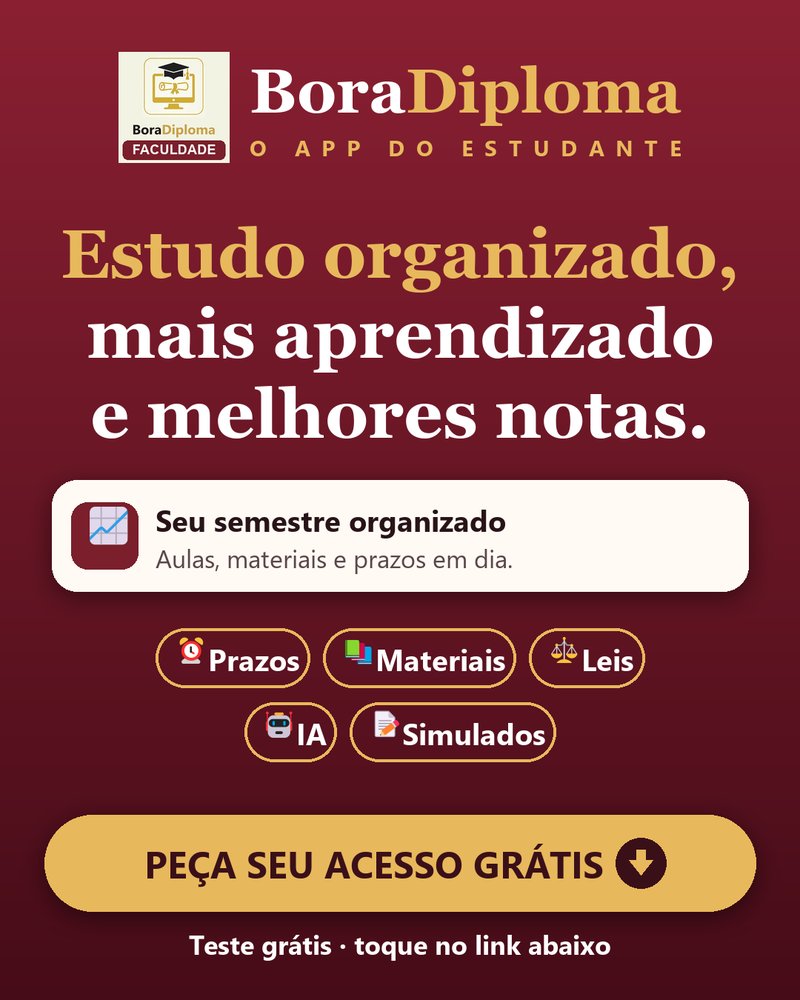 BoraDiploma
FACULDADE
BoraDiploma
O APP DO ESTUDANTE
Estudo organizado,
mais aprendizado
e melhores notas.
Seu semestre organizado
Aulas, materiais e prazos em dia.
Prazos Materiais Leis
IA Simulados
PEÇA SEU ACESSO GRÁTIS
Teste grátis · toque no link abaixo